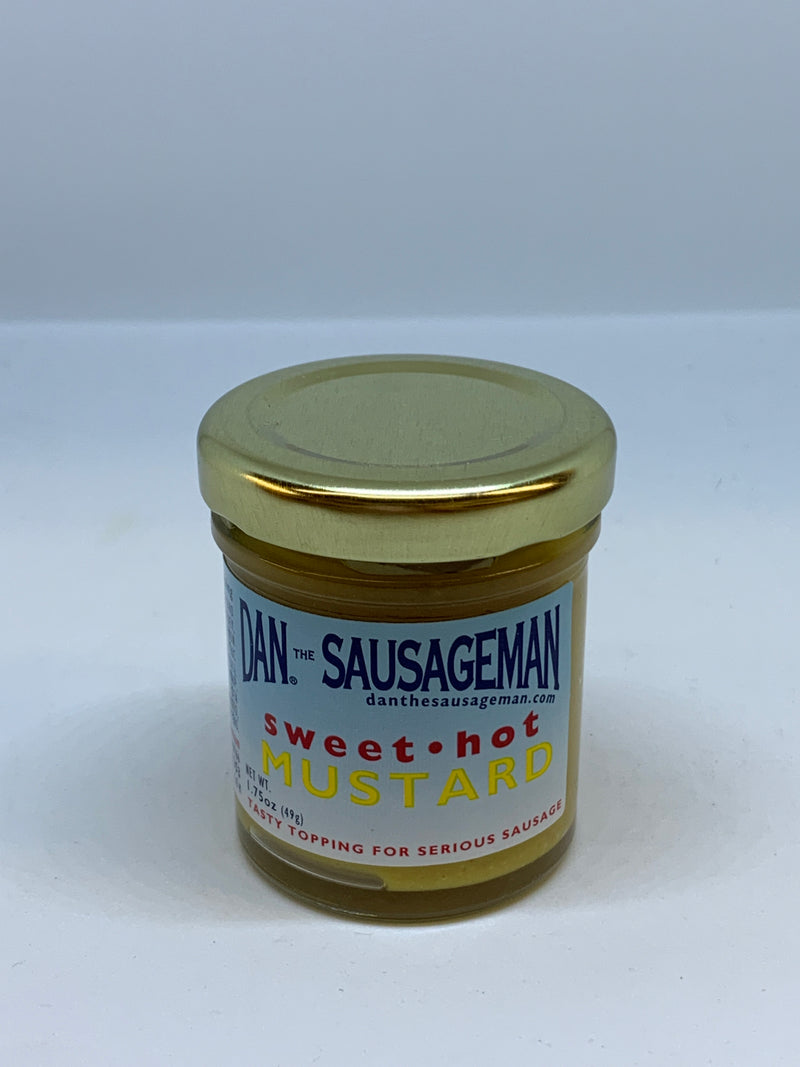 DAN® THE SAUSAGEMAN
danthesausageman.com
sweet•hot
MUSTARD
NET WT.
1.75oz (49g)
TASTY TOPPING FOR SERIOUS SAUSAGE